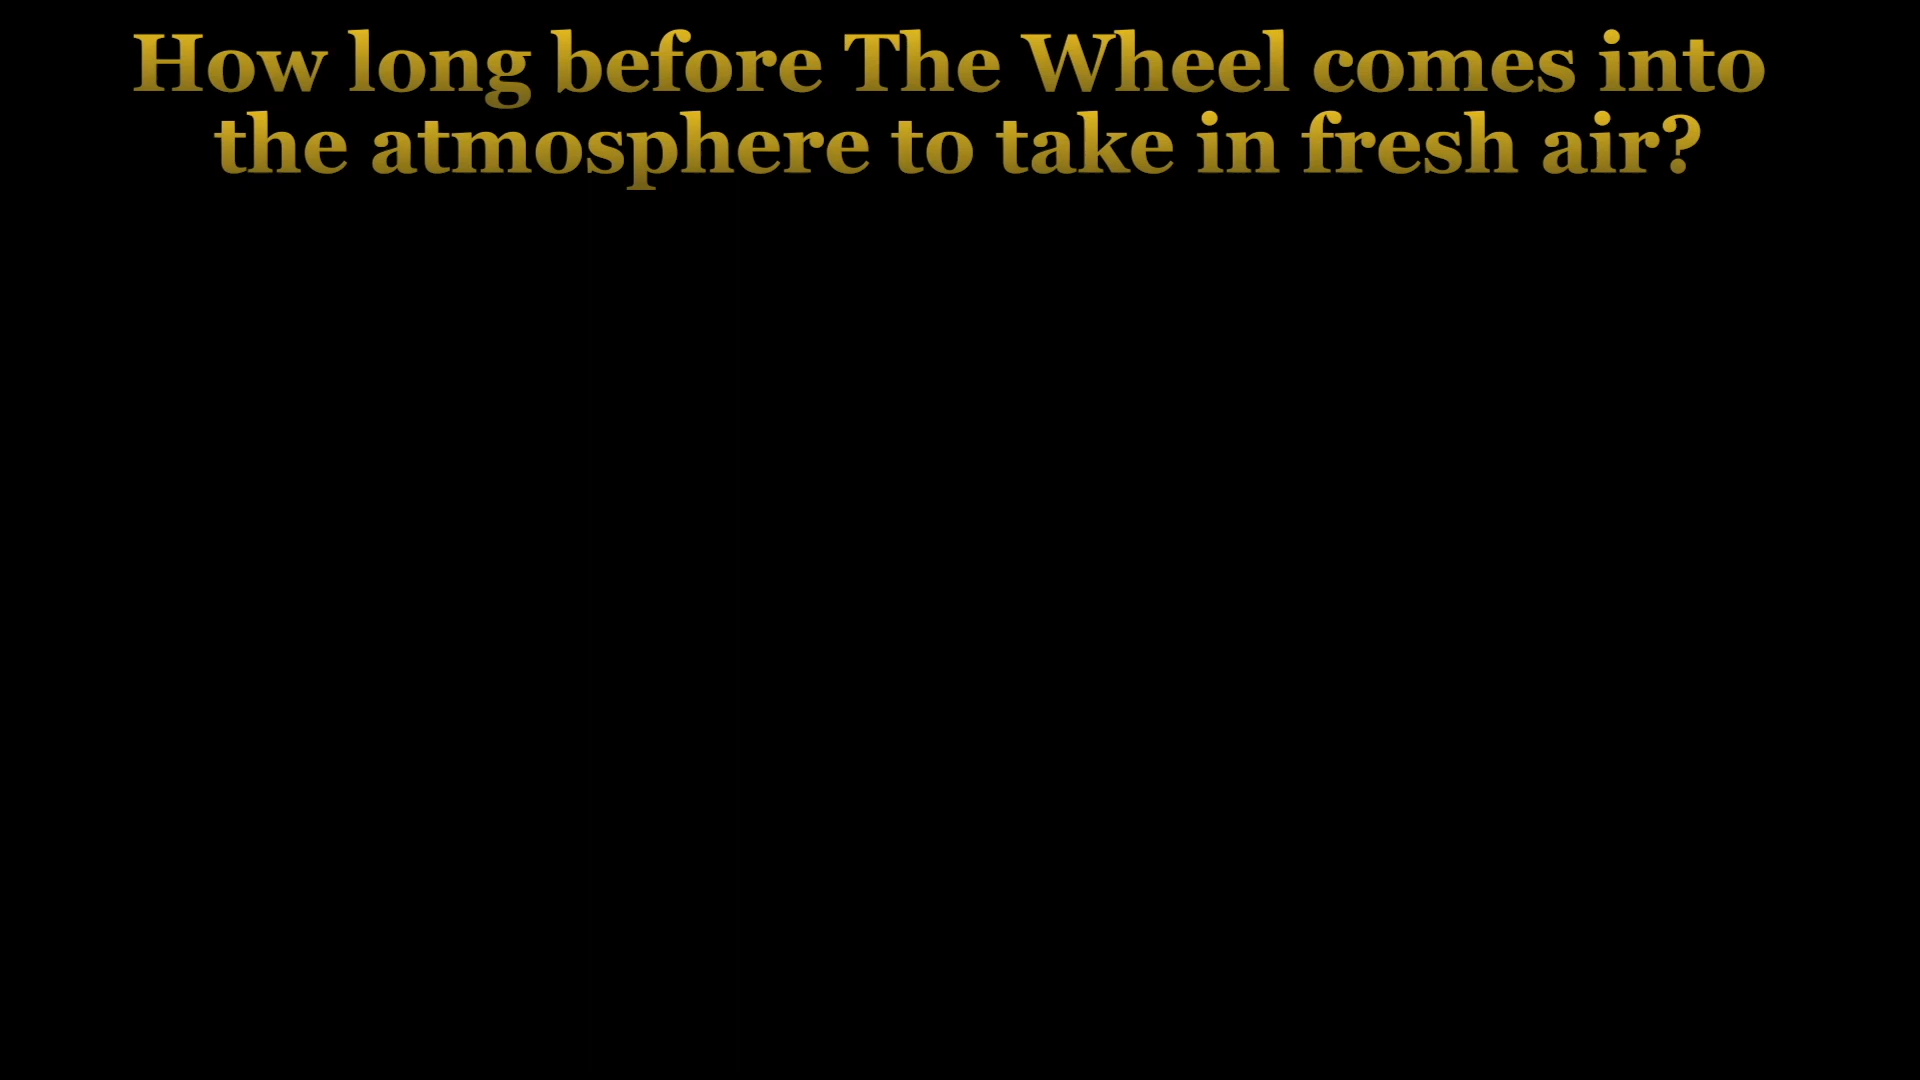 How long before The Wheel comes into
the atmosphere to take in fresh air?